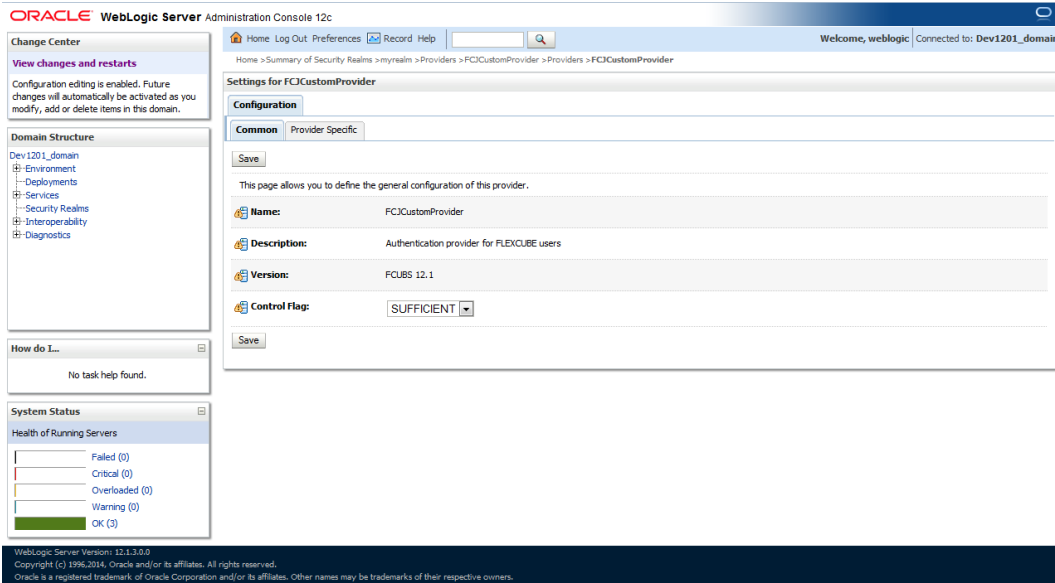 ORACLE WebLogic Server Administration Console 12c
Change Center
View changes and restarts
Configuration editing is enabled. Future
changes will automatically be activated as you
modify, add or delete items in this domain.
Domain Structure
Dev1201_domain
Environment
Deployments
Services
Security Realms
Interoperability
Diagnostics
How do I...
No task help found.
System Status
Health of Running Servers
Failed (0)
Critical (0)
Overloaded (0)
Warning (0)
OK (3)
Home Log Out Preferences Record Help
Welcome, weblogic Connected to: Dev1201_domain
Home >Summary of Security Realms >myrealm >Providers >FCJCustomProvider >Providers >FCJCustomProvider
Settings for FCJCustomProvider
Configuration
Common Provider Specific
Save
This page allows you to define the general configuration of this provider.
Name: FCJCustomProvider
Description: Authentication provider for FLEXCUBE users
Version: FCUBS 12.1
Control Flag: SUFFICIENT
Save
WebLogic Server Version: 12.1.3.0.0
Copyright (c) 1996,2014, Oracle and/or its affiliates. All rights reserved.
Oracle is a registered trademark of Oracle Corporation and/or its affiliates. Other names may be trademarks of their respective owners.